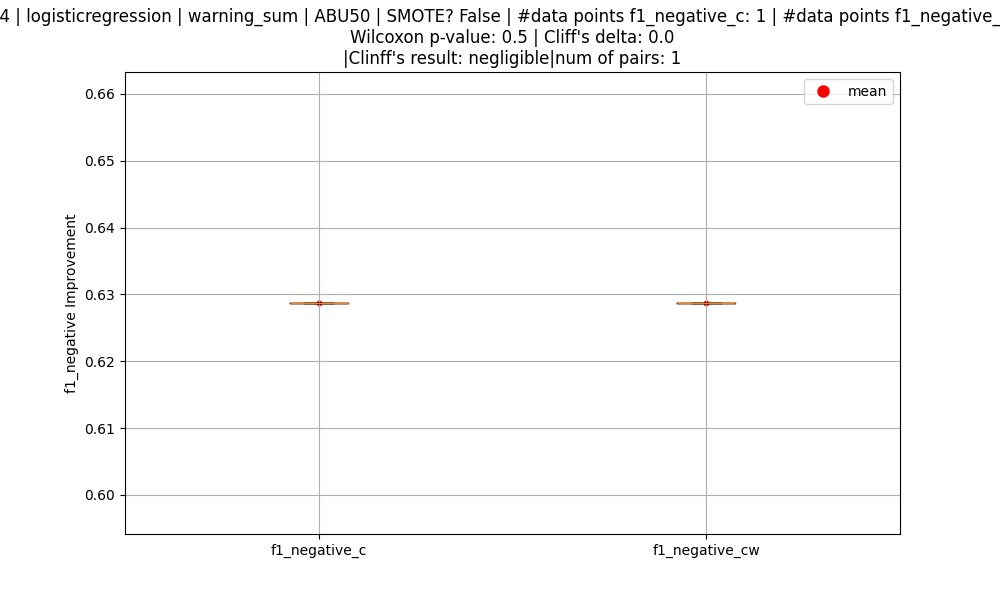 4 | logisticregression | warning_sum | ABU50 | SMOTE? False | #data points f1_negative_c: 1 | #data points f1_negative_
Wilcoxon p-value: 0.5 | Cliff's delta: 0.0
|Clinff's result: negligible|num of pairs: 1
mean
0.66
0.65
0.64
0.63
0.62
0.61
0.60
f1_negative Improvement
f1_negative_c
f1_negative_cw